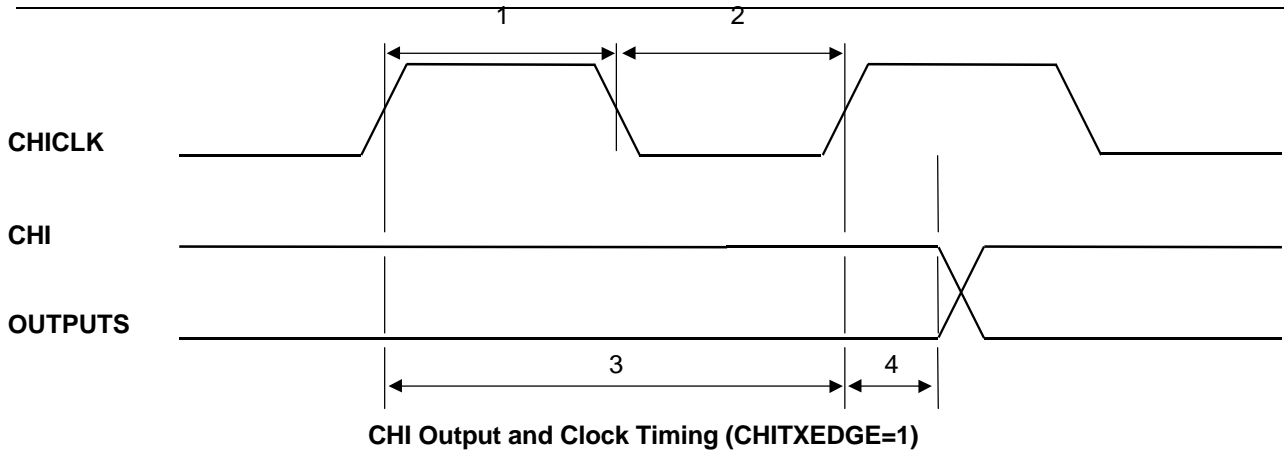 1 2
CHICLK
CHI
OUTPUTS
3 4
CHI Output and Clock Timing (CHITXEDGE=1)